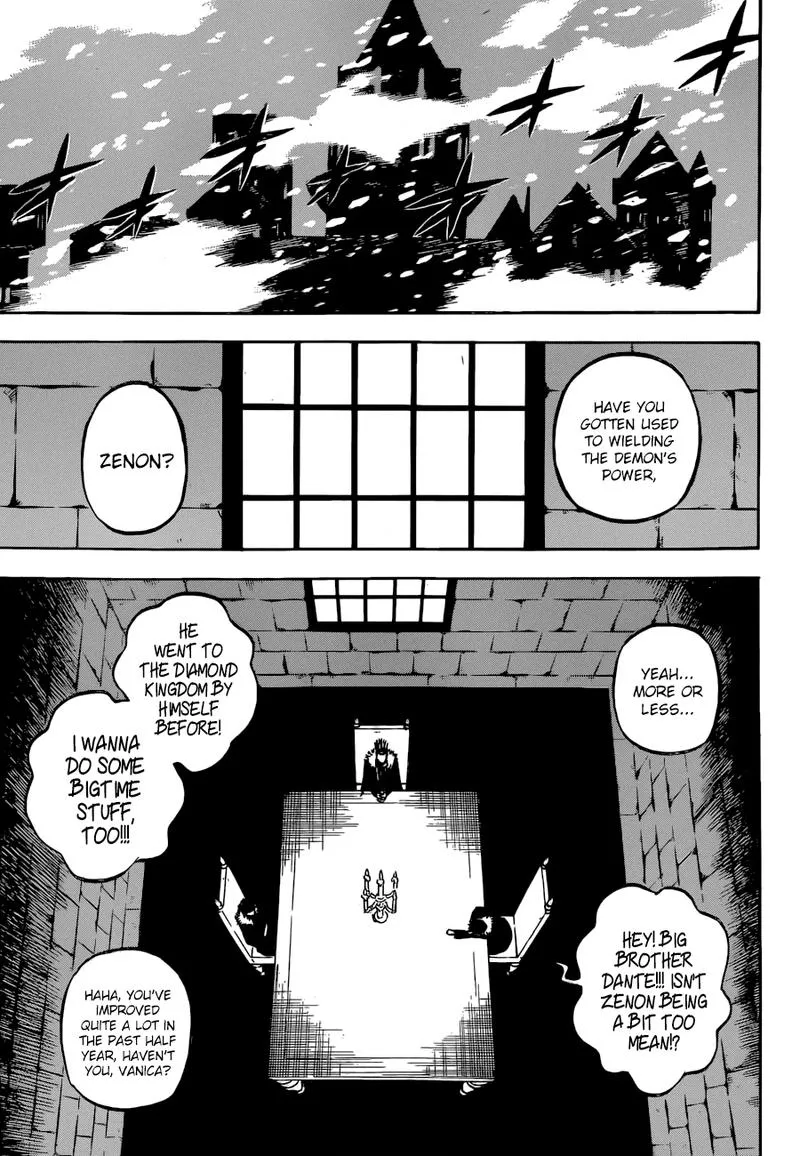 HAVE YOU
GOTTEN USED
TO WIELDING
THE DEMON'S
POWER,
ZENON?
YEAH...
MORE OR
LESS...
HEY! BIG
BROTHER
DANTE!!! ISN'T
ZENON BEING
A BIT TOO
MEAN!?
HE
WENT TO
THE DIAMOND
KINGDOM BY
HIMSELF
BEFORE!
I WANNA
DO SOME
BIGTIME
STUFF,
TOO!!!
HAHA, YOU'VE
IMPROVED
QUITE A LOT IN
THE PAST HALF
YEAR, HAVEN'T
YOU, VANICA?